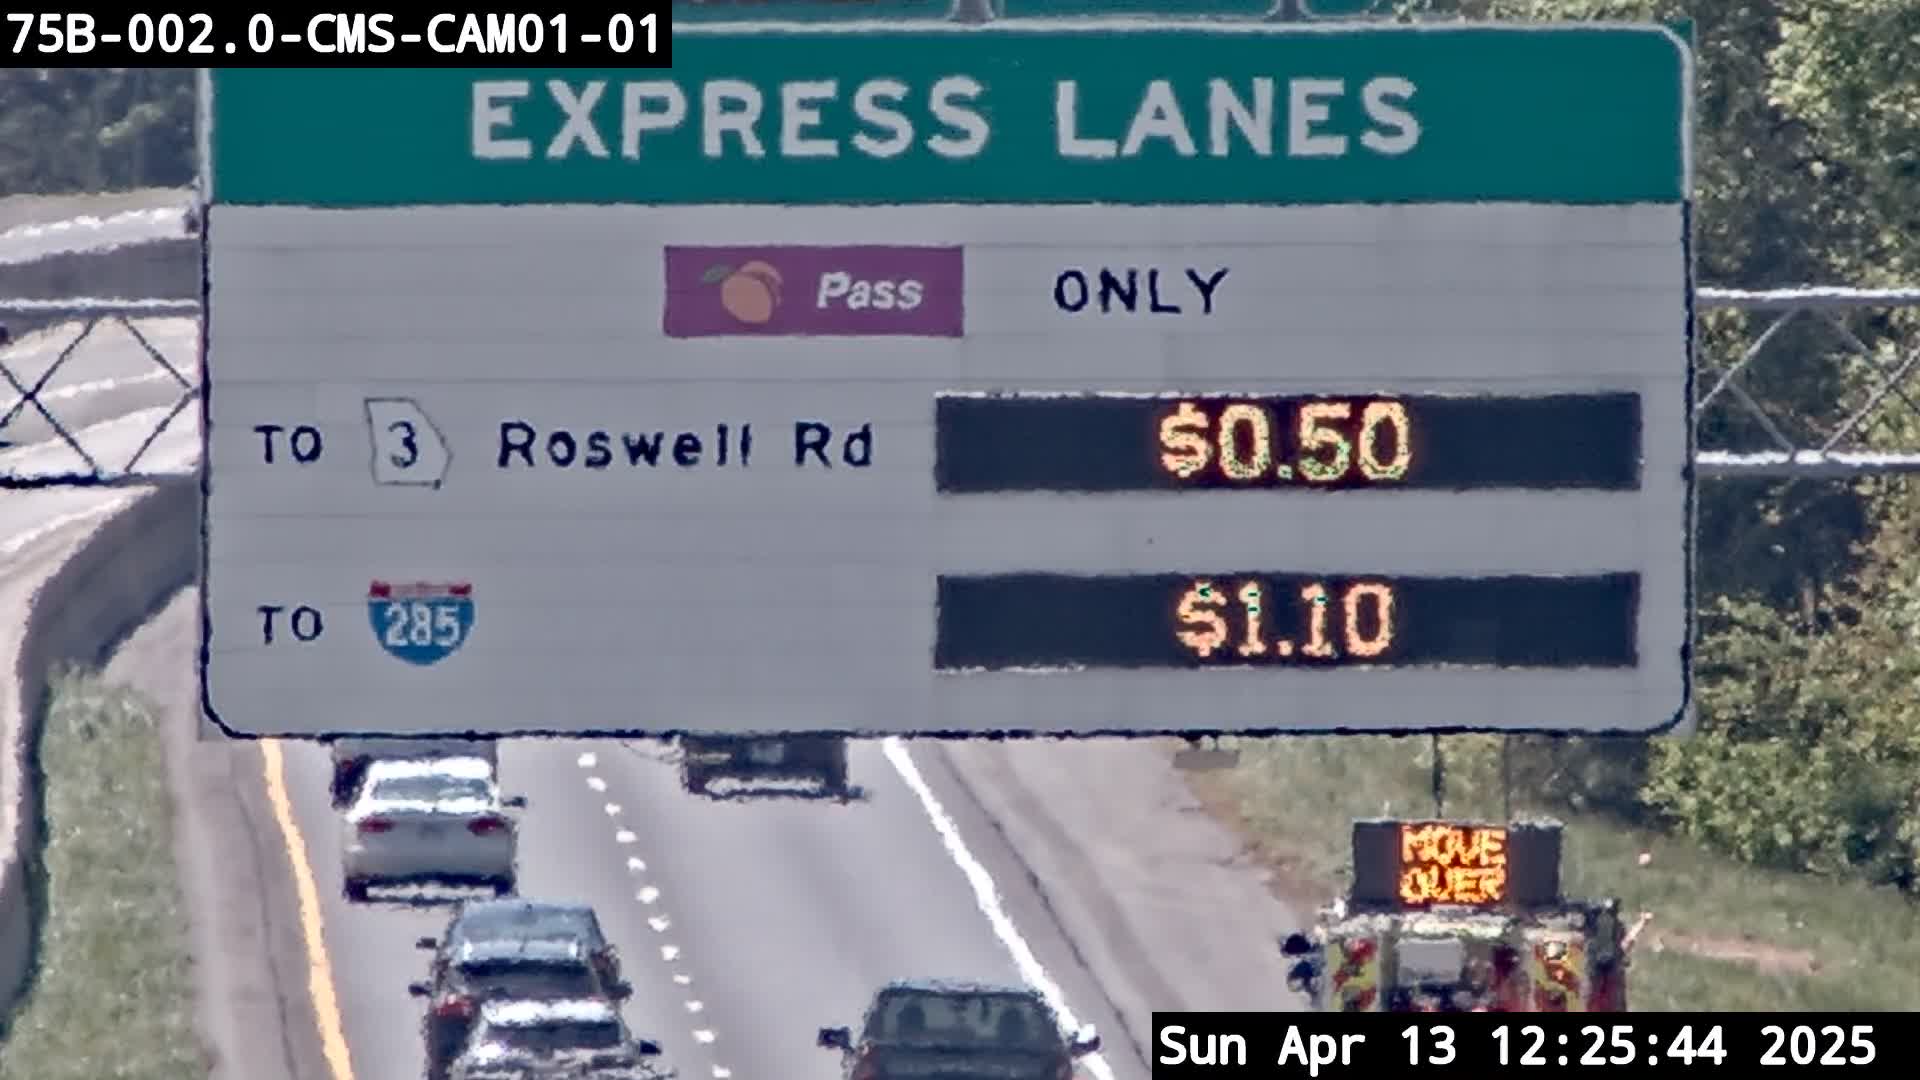 75B-002.0-CMS-CAM01-01
EXPRESS LANES
Pass ONLY
TO 3 Roswell Rd $0.50
TO 285 $1.10
MOVE
OVER
Sun Apr 13 12:25:44 2025